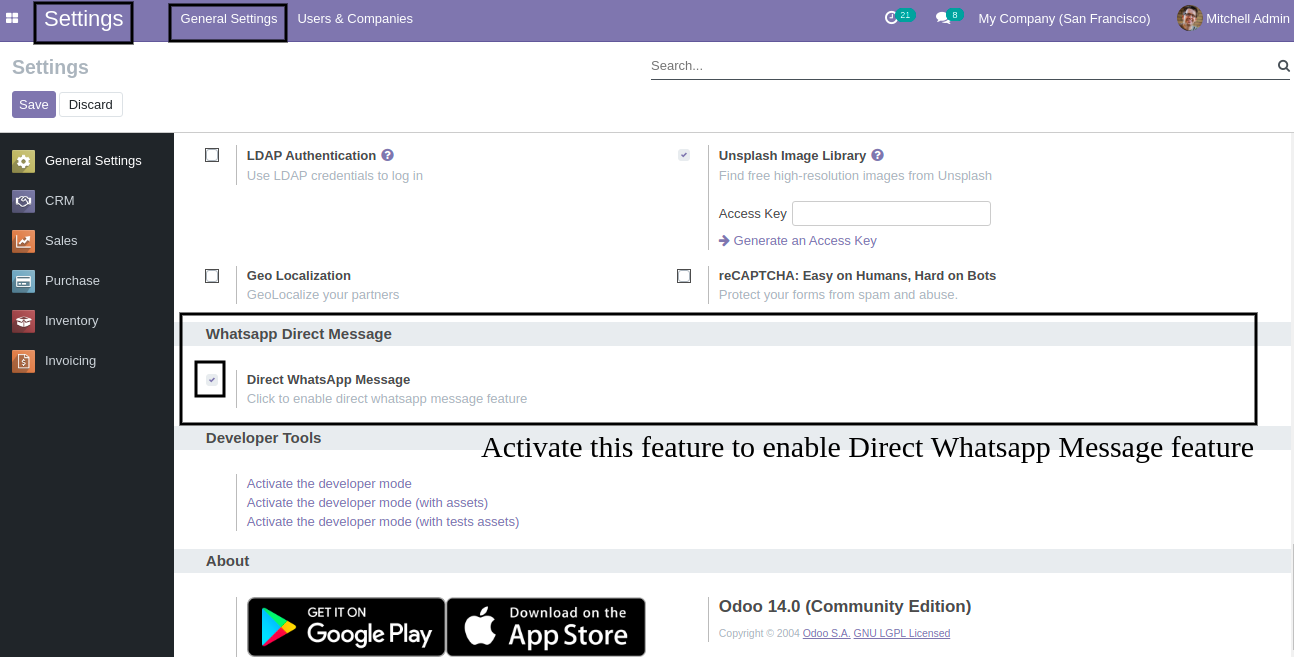 Settings
General Settings
Users & Companies
21
8
My Company (San Francisco)
Mitchell Admin
Settings
Search...
Save
Discard
General Settings
CRM
Sales
Purchase
Inventory
Invoicing
LDAP Authentication ?
Use LDAP credentials to log in
Unsplash Image Library ?
Find free high-resolution images from Unsplash
Access Key
Generate an Access Key
Geo Localization
GeoLocalize your partners
reCAPTCHA: Easy on Humans, Hard on Bots
Protect your forms from spam and abuse.
Whatsapp Direct Message
Direct WhatsApp Message
Click to enable direct whatsapp message feature
Developer Tools
Activate this feature to enable Direct Whatsapp Message feature
Activate the developer mode
Activate the developer mode (with assets)
Activate the developer mode (with tests assets)
About
GET IT ON
Google Play
Download on the
App Store
Odoo 14.0 (Community Edition)
Copyright © 2004 Odoo S.A. GNU LGPL Licensed